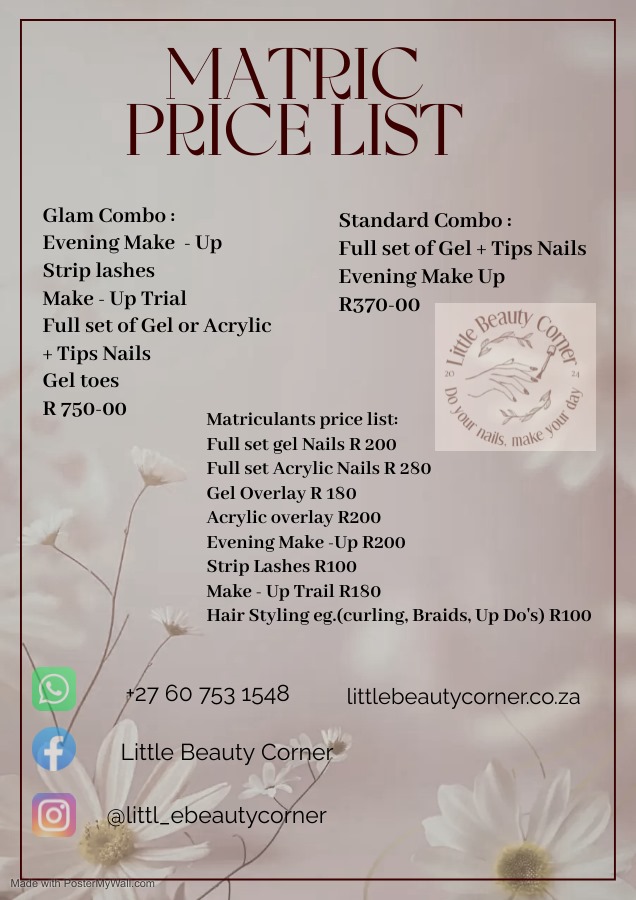 MATRIC
PRICE LIST
Glam Combo :
Evening Make - Up
Strip lashes
Make - Up Trial
Full set of Gel or Acrylic
+ Tips Nails
Gel toes
R 750-00
Standard Combo :
Full set of Gel + Tips Nails
Evening Make Up
R370-00
Little Beauty Corner
20 24
Do your nails, make your day
Matriculants price list:
Full set gel Nails R 200
Full set Acrylic Nails R 280
Gel Overlay R 180
Acrylic overlay R200
Evening Make -Up R200
Strip Lashes R100
Make - Up Trail R180
Hair Styling eg.(curling, Braids, Up Do's) R100
+27 60 753 1548
littlebeautycorner.co.za
Little Beauty Corner
@littl_ebeautycorner
Made with PosterMyWall.com